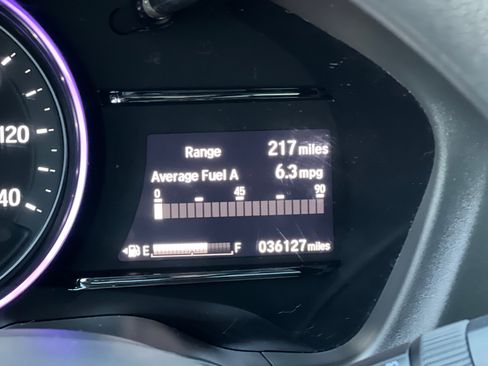 120
40
Range 217 miles
Average Fuel A 6.3 mpg
0 45 90
E F 036127 miles